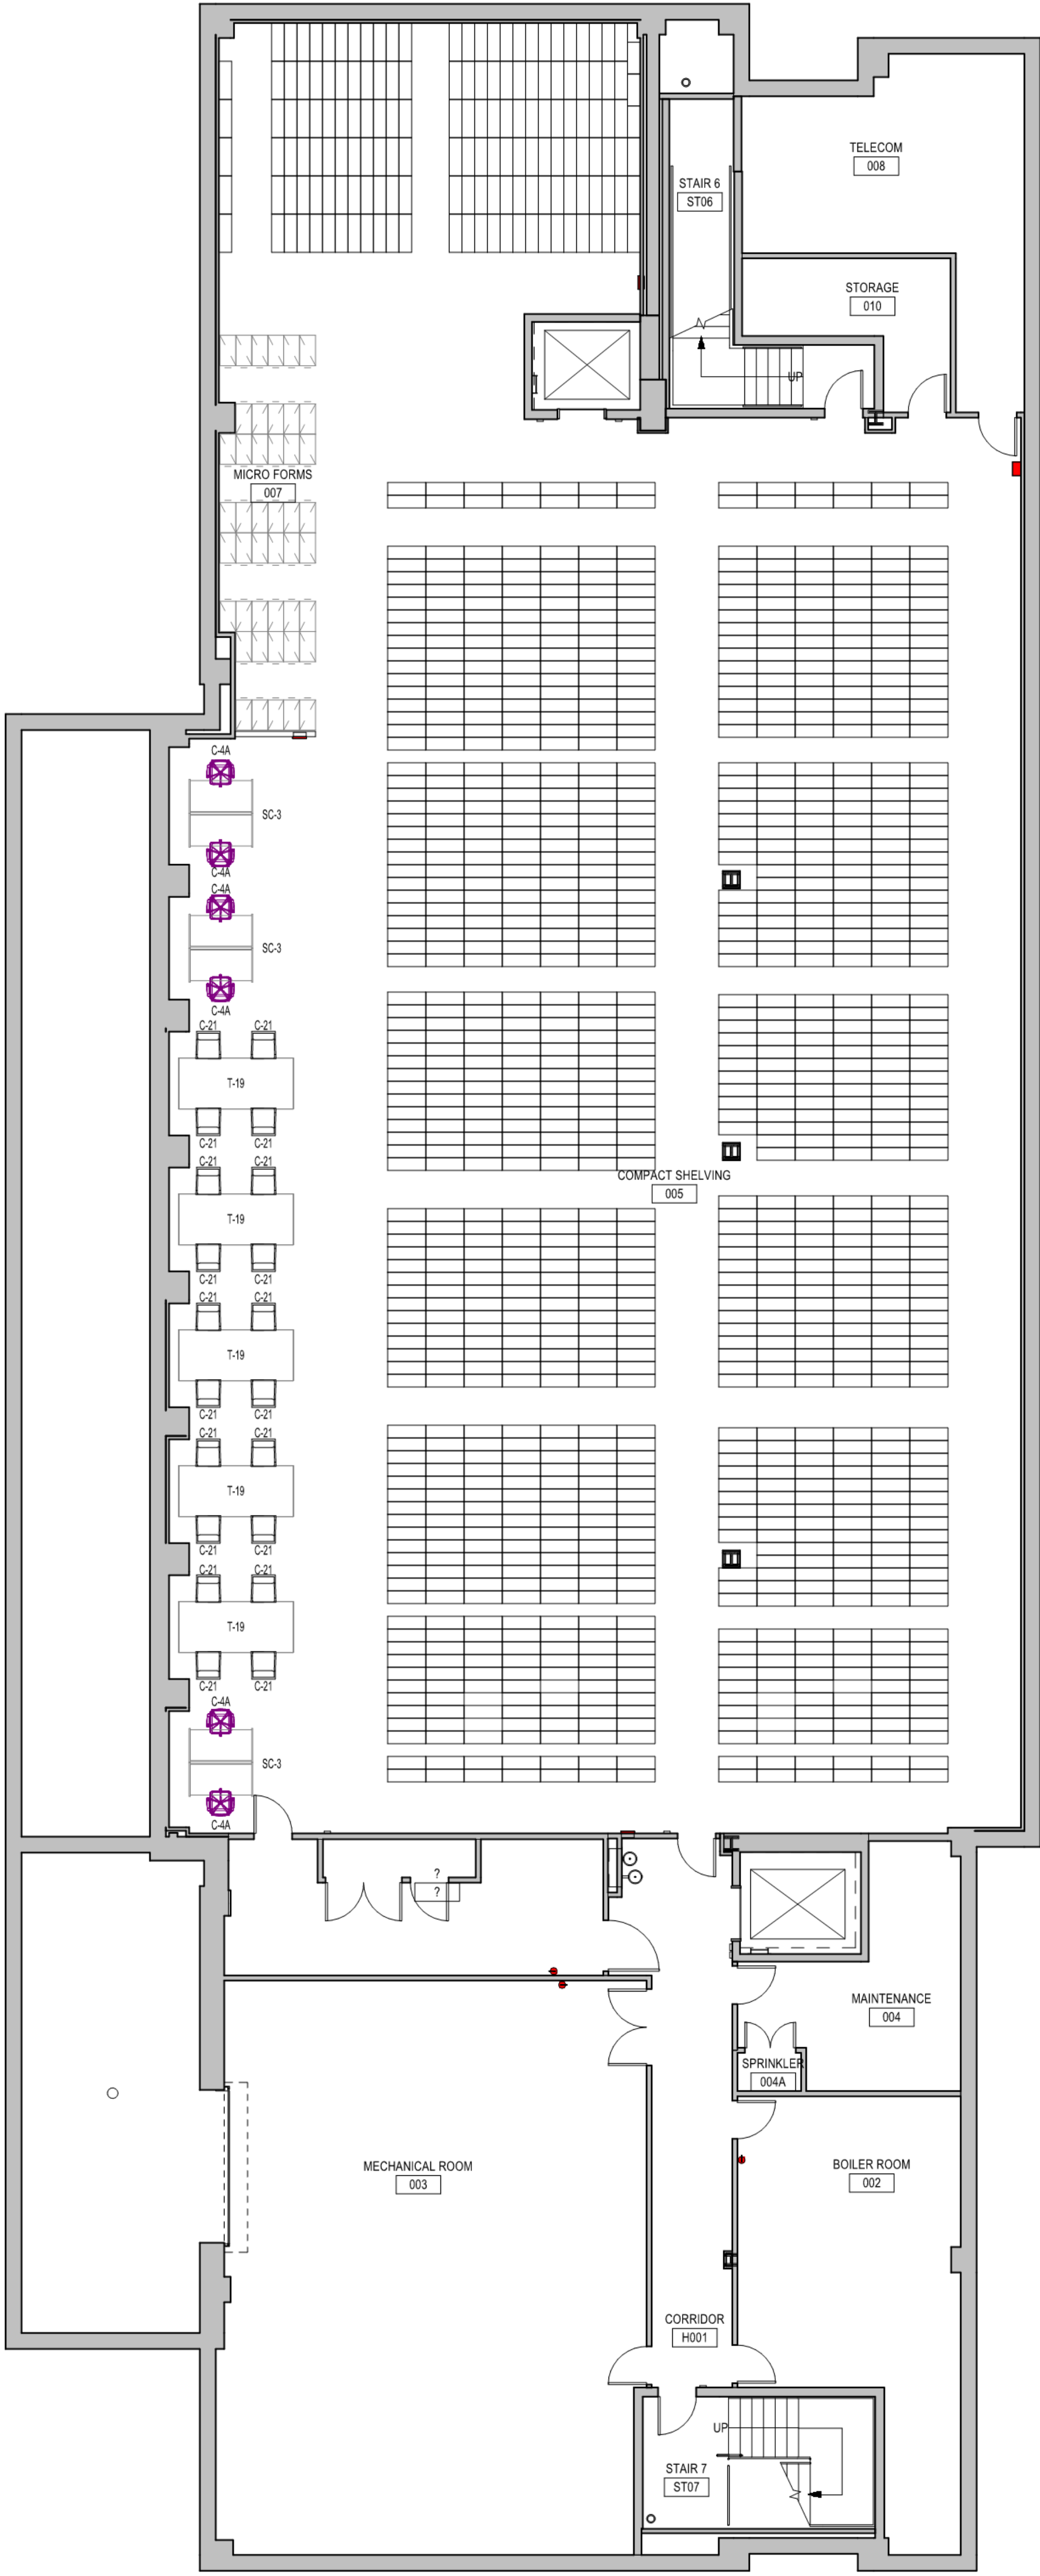 TELECOM
008
STAIR 6
ST06
STORAGE
010
UP
MICRO FORMS
007
C-4A
SC-3
C-4A
C-4A
SC-3
C-4A
C-21 C-21
T-19
C-21 C-21
C-21 C-21
T-19
C-21 C-21
C-21 C-21
T-19
C-21 C-21
C-21 C-21
T-19
C-21 C-21
C-21 C-21
T-19
C-21 C-21
COMPACT SHELVING
005
C-4A
SC-3
C-4A
?
?
MAINTENANCE
004
SPRINKLER
004A
MECHANICAL ROOM
003
BOILER ROOM
002
CORRIDOR
H001
UP
STAIR 7
ST07